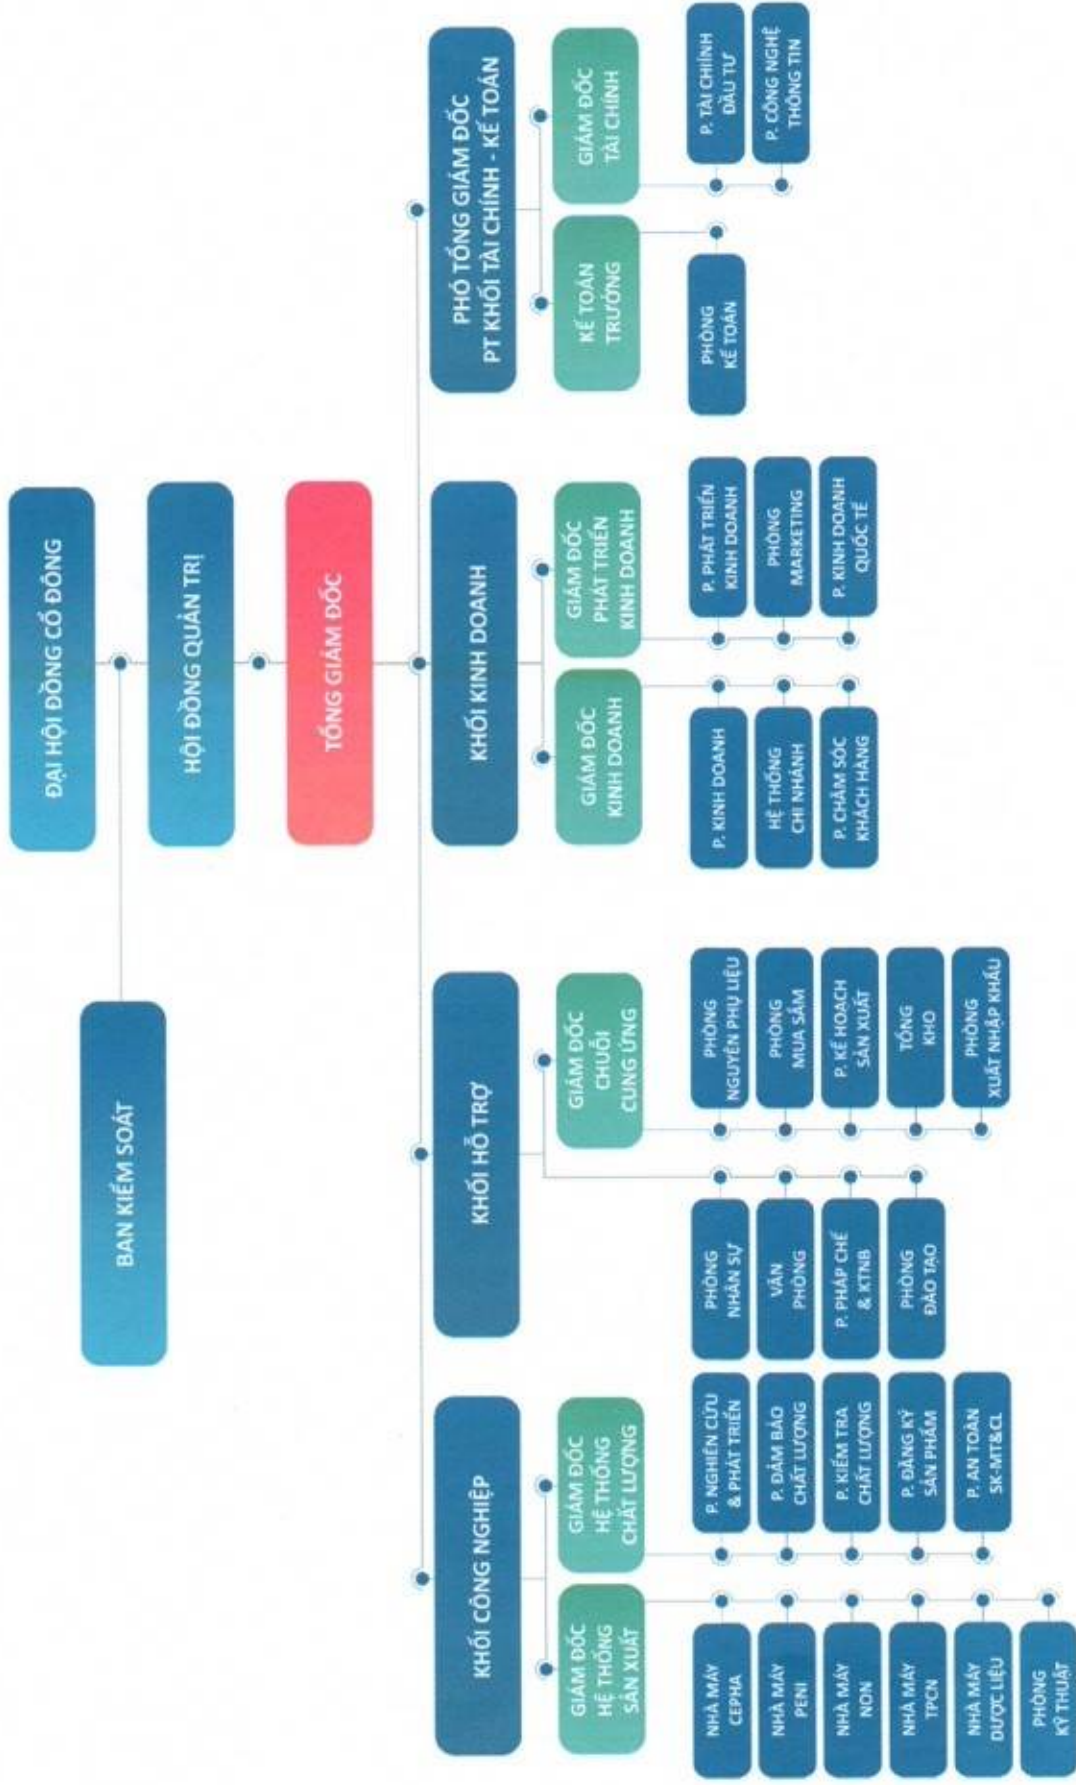 ĐẠI HỘI ĐỒNG CỔ ĐÔNG
BAN KIỂM SOÁT
HỘI ĐỒNG QUẢN TRỊ
TỔNG GIÁM ĐỐC
KHỐI CÔNG NGHIỆP
KHỐI HỖ TRỢ
KHỐI KINH DOANH
PHÓ TỔNG GIÁM ĐỐC
PT KHỐI TÀI CHÍNH - KẾ TOÁN
GIÁM ĐỐC
HỆ THỐNG
SẢN XUẤT
GIÁM ĐỐC
HỆ THỐNG
CHẤT LƯỢNG
GIÁM ĐỐC
CHUỖI
CUNG ỨNG
GIÁM ĐỐC
KINH DOANH
GIÁM ĐỐC
PHÁT TRIỂN
KINH DOANH
KẾ TOÁN
TRƯỞNG
GIÁM ĐỐC
TÀI CHÍNH
NHÀ MÁY
CEPHA
NHÀ MÁY
PENI
NHÀ MÁY
NON
NHÀ MÁY
TPCN
NHÀ MÁY
DƯỢC LIỆU
PHÒNG
KỸ THUẬT
P. NGHIÊN CỨU
& PHÁT TRIỂN
P. ĐẢM BẢO
CHẤT LƯỢNG
P. KIỂM TRA
CHẤT LƯỢNG
P. ĐĂNG KÝ
SẢN PHẨM
P. AN TOÀN
SK-MT&CL
PHÒNG
NHÂN SỰ
VĂN
PHÒNG
P. PHÁP CHẾ
& KTNB
PHÒNG
ĐÀO TẠO
PHÒNG
NGUYÊN PHỤ LIỆU
PHÒNG
MUA SẮM
P. KẾ HOẠCH
SẢN XUẤT
TỔNG
KHO
PHÒNG
XUẤT NHẬP KHẨU
P. KINH DOANH
HỆ THỐNG
CHI NHÁNH
P. CHĂM SÓC
KHÁCH HÀNG
P. PHÁT TRIỂN
KINH DOANH
PHÒNG
MARKETING
P. KINH DOANH
QUỐC TẾ
PHÒNG
KẾ TOÁN
P. TÀI CHÍNH
ĐẦU TƯ
P. CÔNG NGHỆ
THÔNG TIN